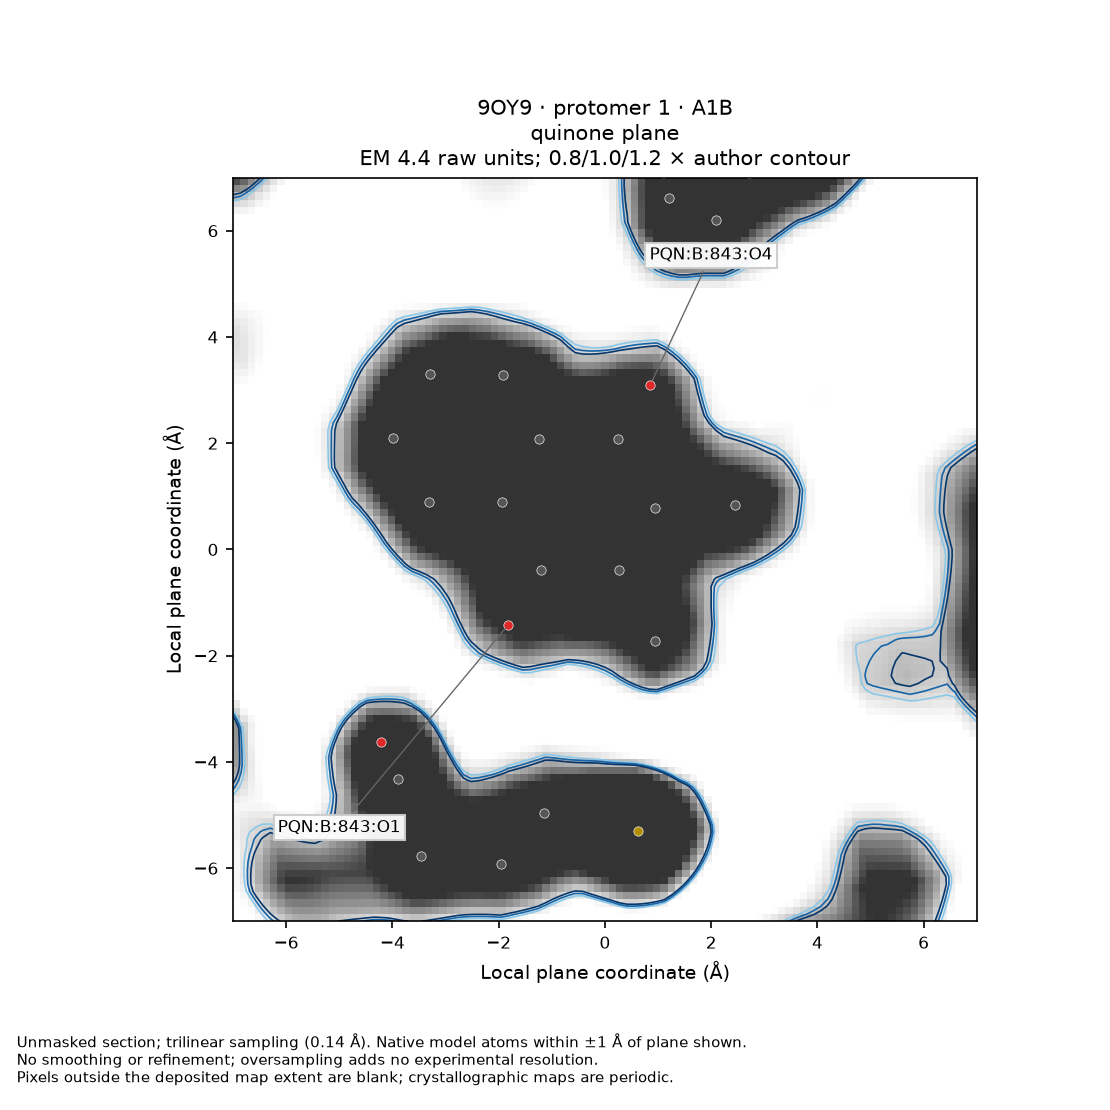 9OY9 · protomer 1 · A1B
quinone plane
EM 4.4 raw units; 0.8/1.0/1.2 × author contour
PQN:B:843:O4
PQN:B:843:O1
Local plane coordinate (Å)
6
4
2
0
−2
−4
−6
−6
−4
−2
0
2
4
6
Local plane coordinate (Å)
Unmasked section; trilinear sampling (0.14 Å). Native model atoms within ±1 Å of plane shown.
No smoothing or refinement; oversampling adds no experimental resolution.
Pixels outside the deposited map extent are blank; crystallographic maps are periodic.